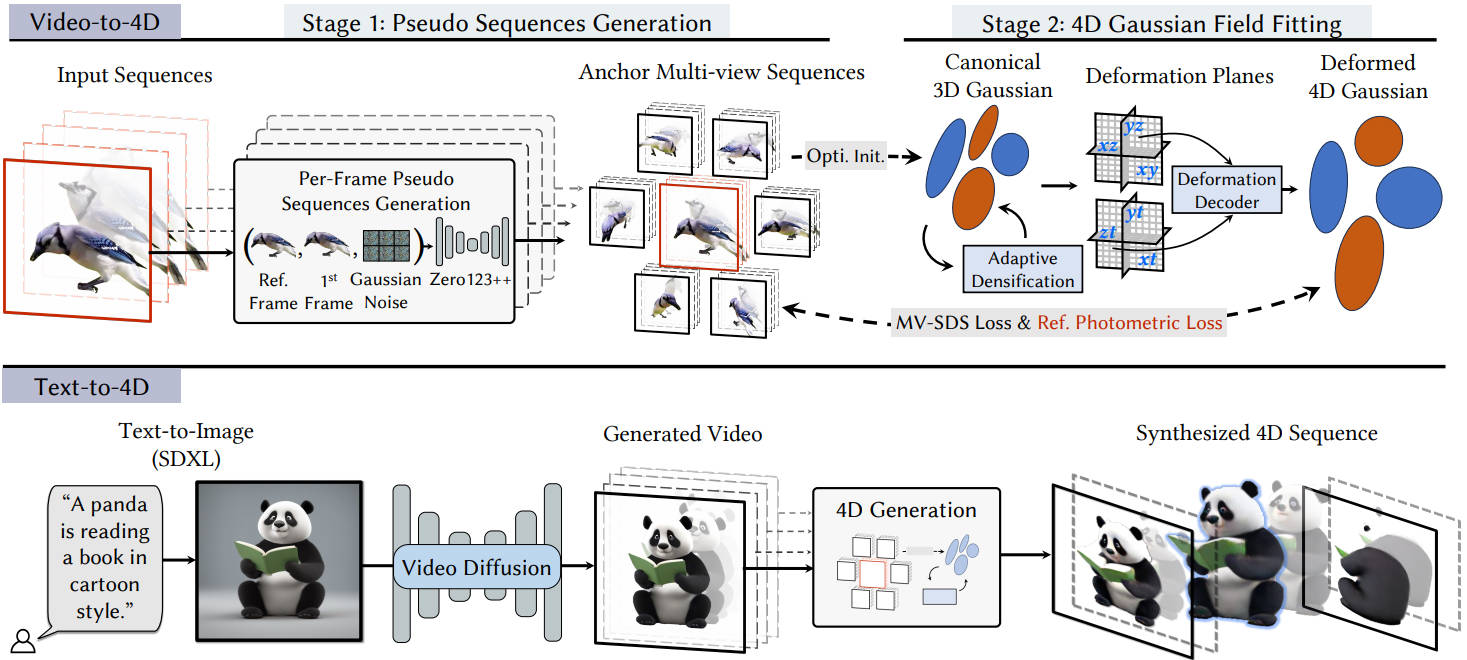 Video-to-4D
Stage 1: Pseudo Sequences Generation
Stage 2: 4D Gaussian Field Fitting
Input Sequences
Per-Frame Pseudo
Sequences Generation
( , , )
Ref.
Frame
1st
Frame
Gaussian
Noise
Zero123++
Anchor Multi-view Sequences
Opti. Init.
Canonical
3D Gaussian
Adaptive
Densification
Deformation Planes
yz
xz
xy
yt
zt
xt
Deformation
Decoder
Deformed
4D Gaussian
MV-SDS Loss & Ref. Photometric Loss
Text-to-4D
Text-to-Image
(SDXL)
“A panda
is reading
a book in
cartoon
style.”
Video Diffusion
Generated Video
4D Generation
Synthesized 4D Sequence